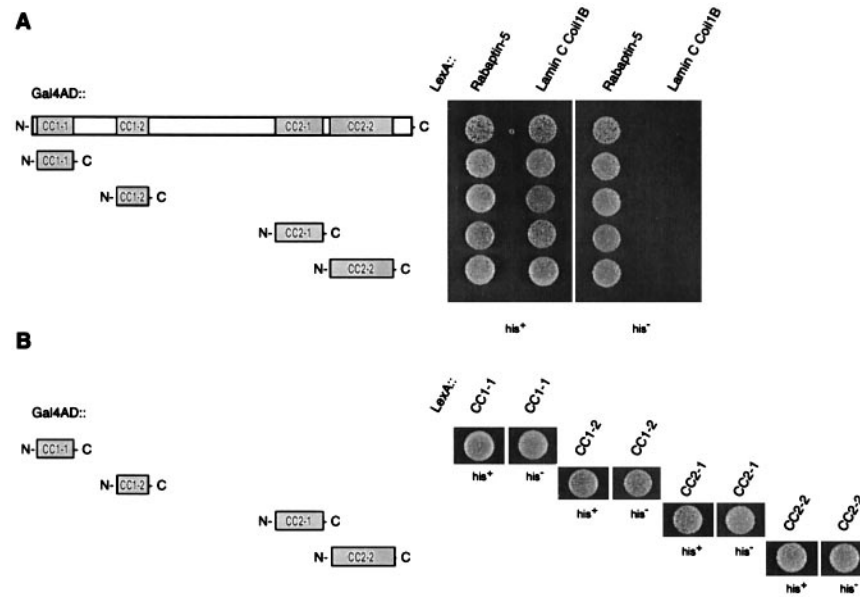 A
LexA::
Rabaptin-5
Lamin C Coil1B
Rabaptin-5
Lamin C Coil1B
Gal4AD::
N- CC1-1 CC1-2 CC2-1 CC2-2 - C
N- CC1-1 - C
N- CC1-2 - C
N- CC2-1 - C
N- CC2-2 - C
his⁺ his⁻
B
LexA::
CC1-1 CC1-1
Gal4AD::
CC1-2 CC1-2
N- CC1-1 - C
his⁺ his⁻
CC2-1 CC2-1
N- CC1-2 - C
his⁺ his⁻
CC2-2 CC2-2
N- CC2-1 - C
his⁺ his⁻
N- CC2-2 - C
his⁺ his⁻